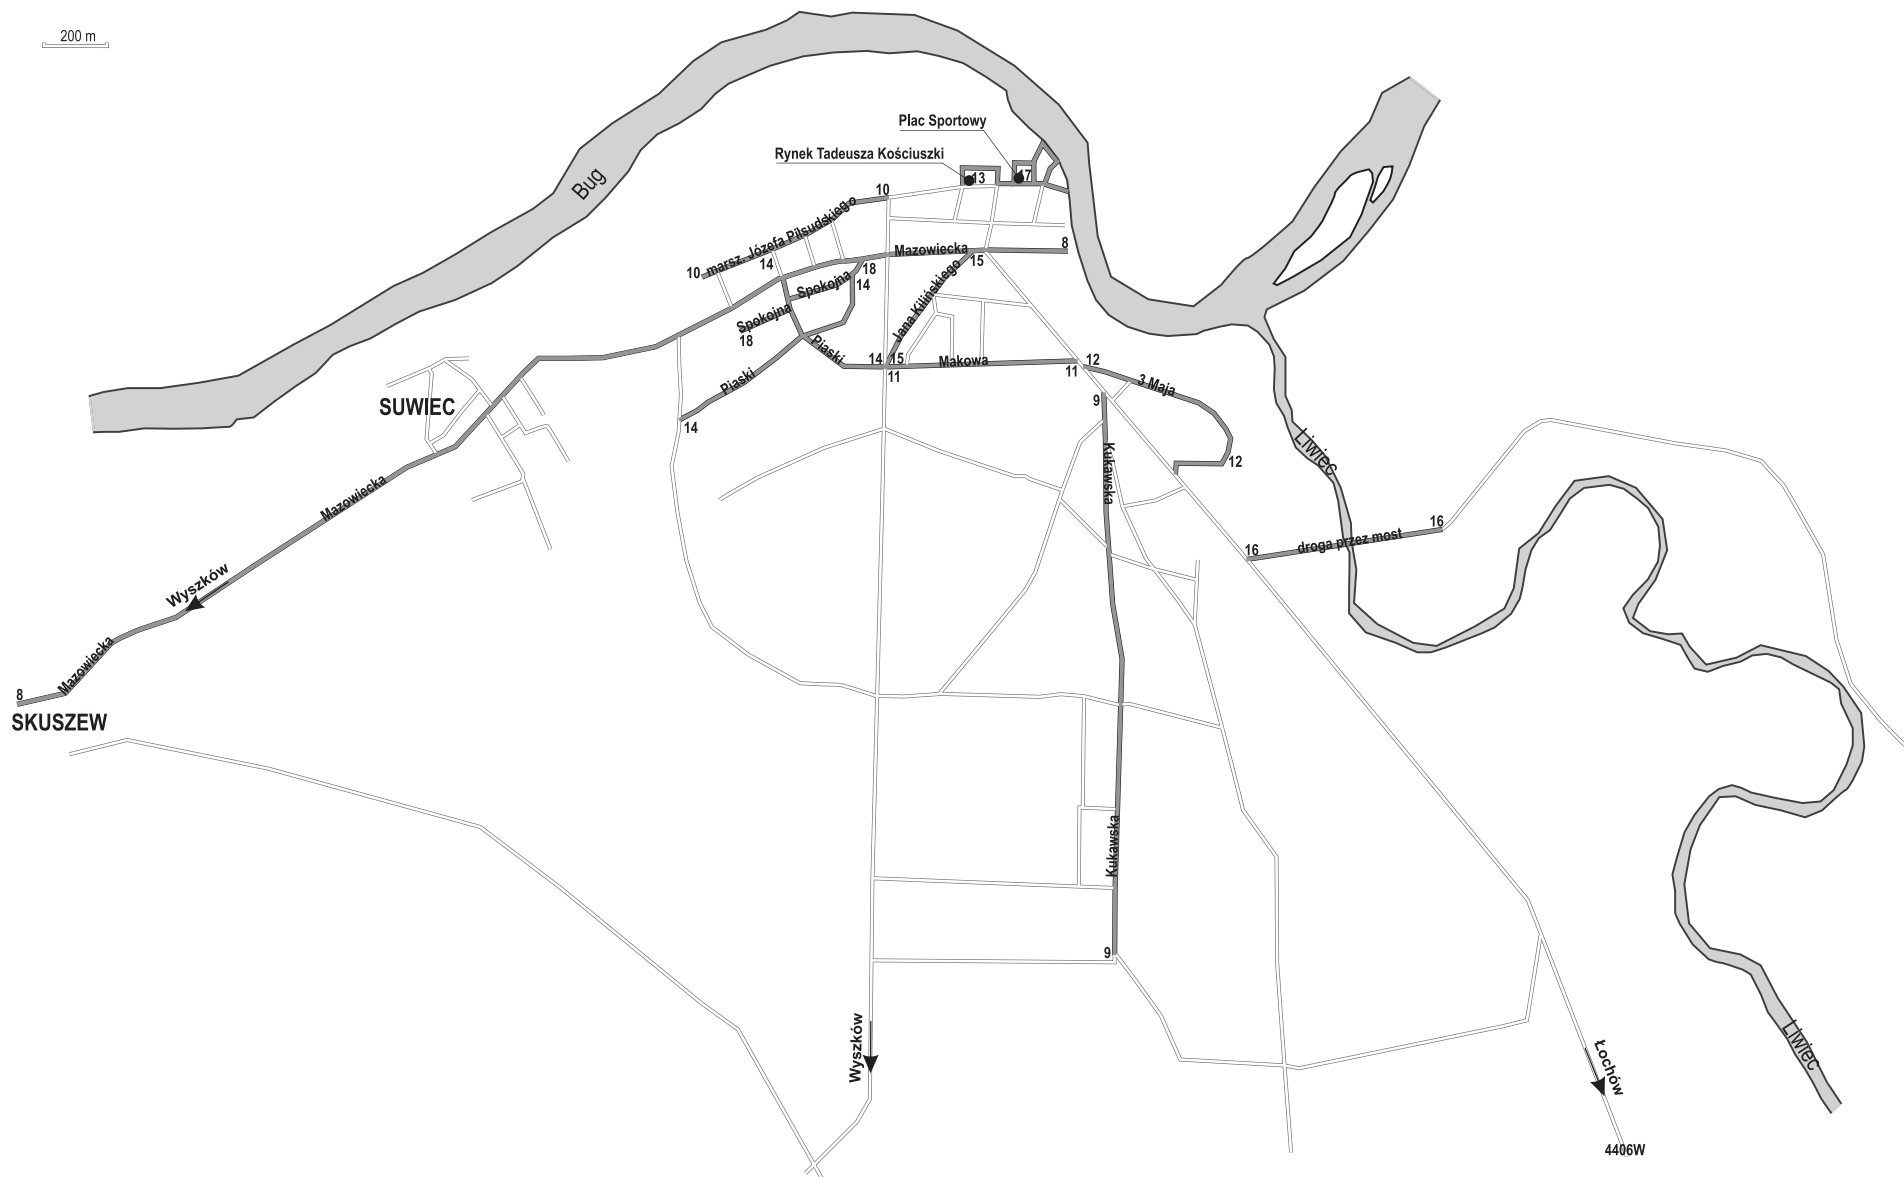 200 m
Plac Sportowy
Rynek Tadeusza Kościuszki
13
17
Bug
10
marsz. Józefa Piłsudskiego
10
14
18
Mazowiecka
8
15
Spokojna
14
Spokojna
18
Jana Kilińskiego
Piaski
14
15
Makowa
11
11
12
3 Maja
Piaski
14
9
SUWIEC
Liwiec
12
Kukawska
Mazowiecka
16
droga przez most
16
Wyszków
Mazowiecka
8
SKUSZEW
Kukawska
9
Wyszków
Łochów
Liwiec
4406W